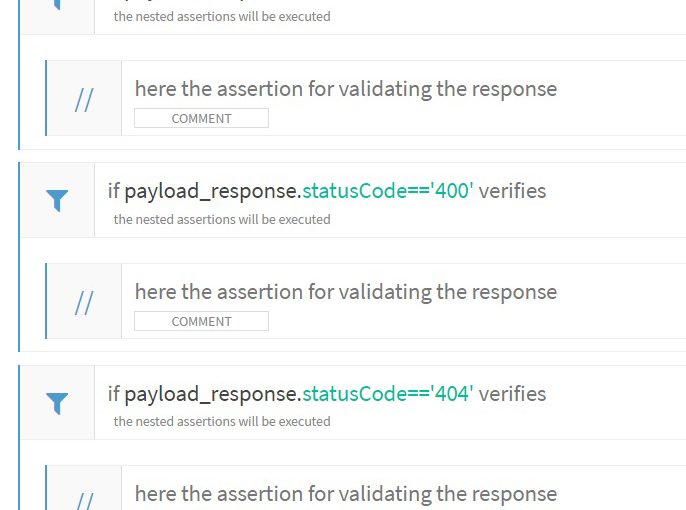 the nested assertions will be executed
// here the assertion for validating the response
COMMENT
if payload_response.statusCode=='400' verifies
the nested assertions will be executed
// here the assertion for validating the response
COMMENT
if payload_response.statusCode=='404' verifies
the nested assertions will be executed
// here the assertion for validating the response